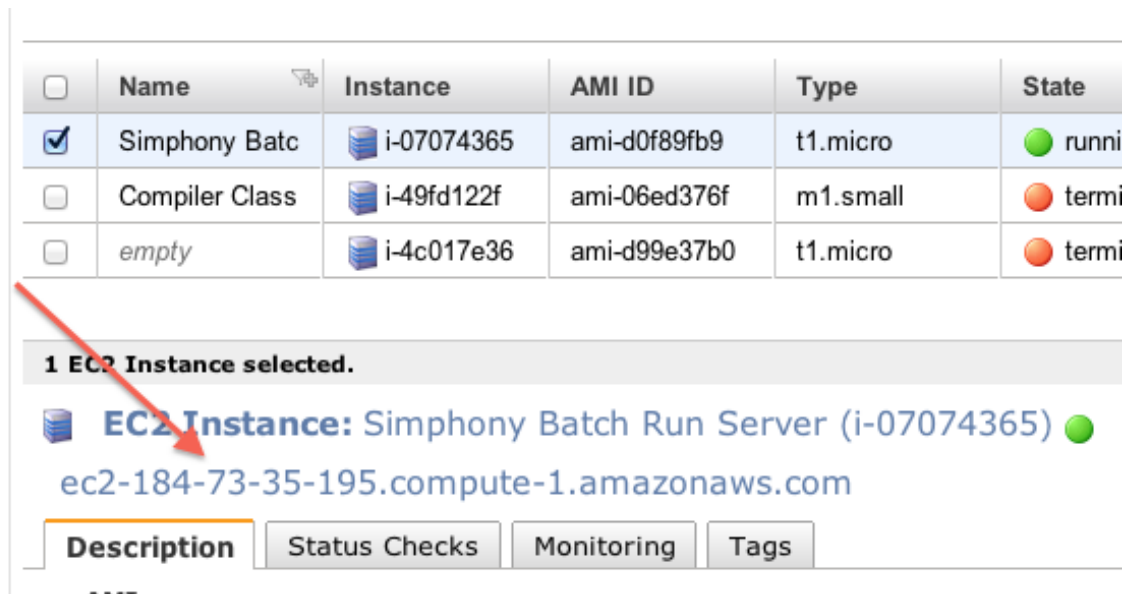 Name Instance AMI ID Type State
Simphony Batc i-07074365 ami-d0f89fb9 t1.micro runni
Compiler Class i-49fd122f ami-06ed376f m1.small termi
empty i-4c017e36 ami-d99e37b0 t1.micro termi
1 EC2 Instance selected.
EC2 Instance: Simphony Batch Run Server (i-07074365)
ec2-184-73-35-195.compute-1.amazonaws.com
Description Status Checks Monitoring Tags